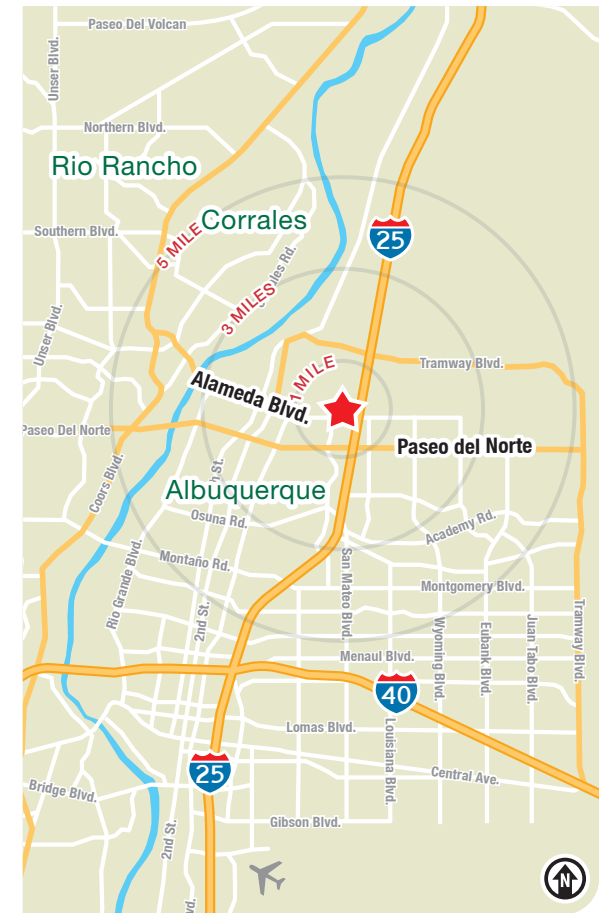 Paseo Del Volcan
Unser Blvd.
Northern Blvd.
Rio Rancho
Corrales
Southern Blvd.
5 MILE
25
3 MILES
Rd.
Unser Blvd.
1 MILE
Tramway Blvd.
Alameda Blvd.
Paseo Del Norte
Paseo del Norte
Coors Blvd.
St.
Albuquerque
Osuna Rd.
Academy Rd.
Montaño Rd.
San Mateo Blvd.
Montgomery Blvd.
Rio Grande Blvd.
2nd St.
Wyoming Blvd.
Eubank Blvd.
Juan Tabo Blvd.
Tramway Blvd.
Menaul Blvd.
40
Lomas Blvd.
Louisiana Blvd.
25
Central Ave.
Bridge Blvd.
Gibson Blvd.
2nd St.
N